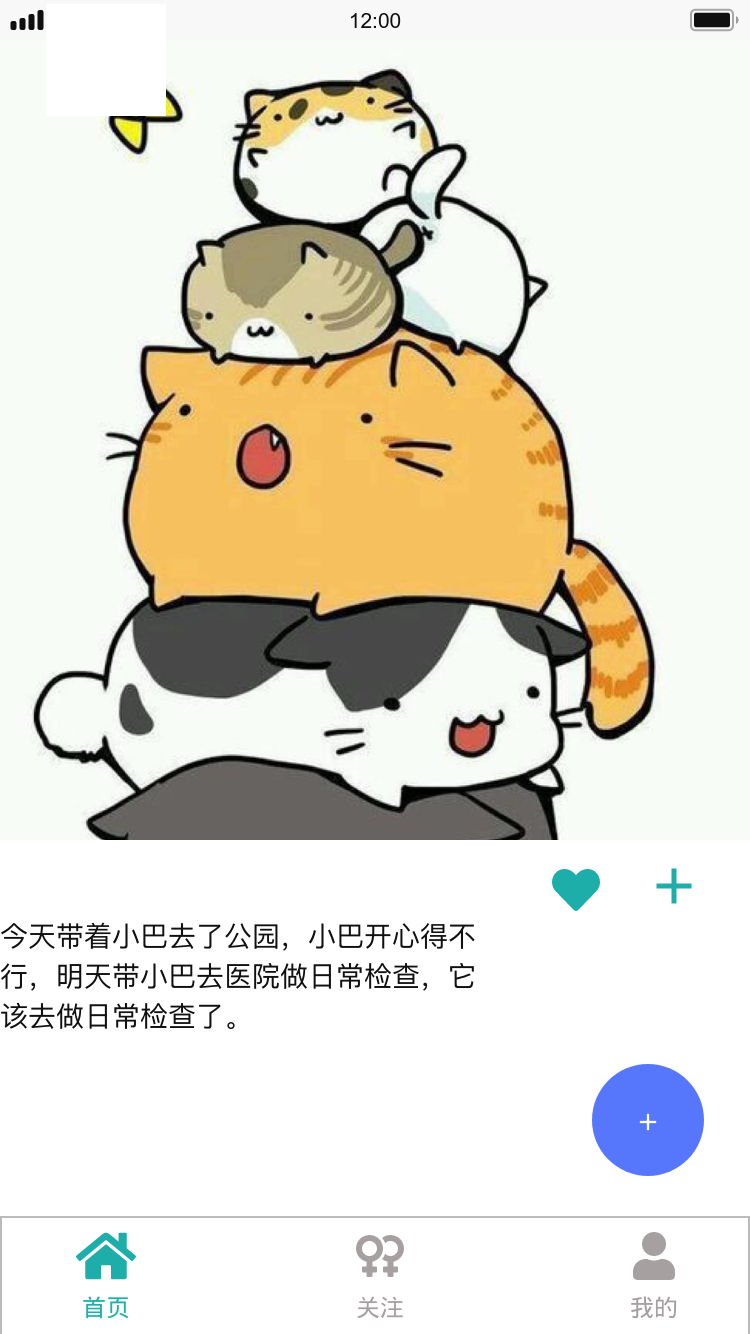 12:00
今天带着小巴去了公园，小巴开心得不
行，明天带小巴去医院做日常检查，它
该去做日常检查了。
首页
关注
我的